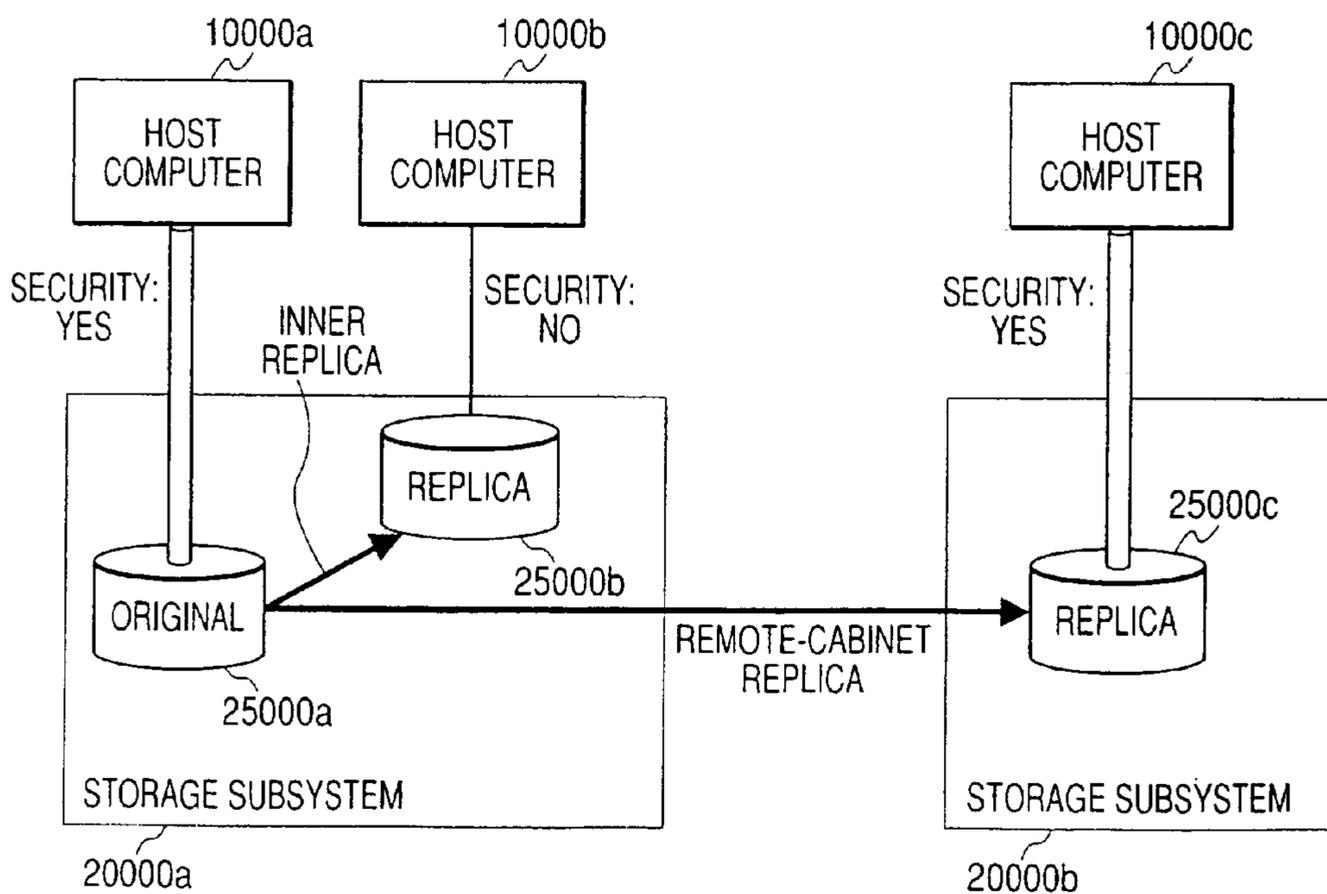 10000a
10000b
10000c
HOST
COMPUTER
HOST
COMPUTER
HOST
COMPUTER
SECURITY:
YES
INNER
REPLICA
SECURITY:
NO
SECURITY:
YES
REPLICA
25000b
25000c
ORIGINAL
25000a
REMOTE-CABINET
REPLICA
REPLICA
STORAGE SUBSYSTEM
STORAGE SUBSYSTEM
20000a
20000b